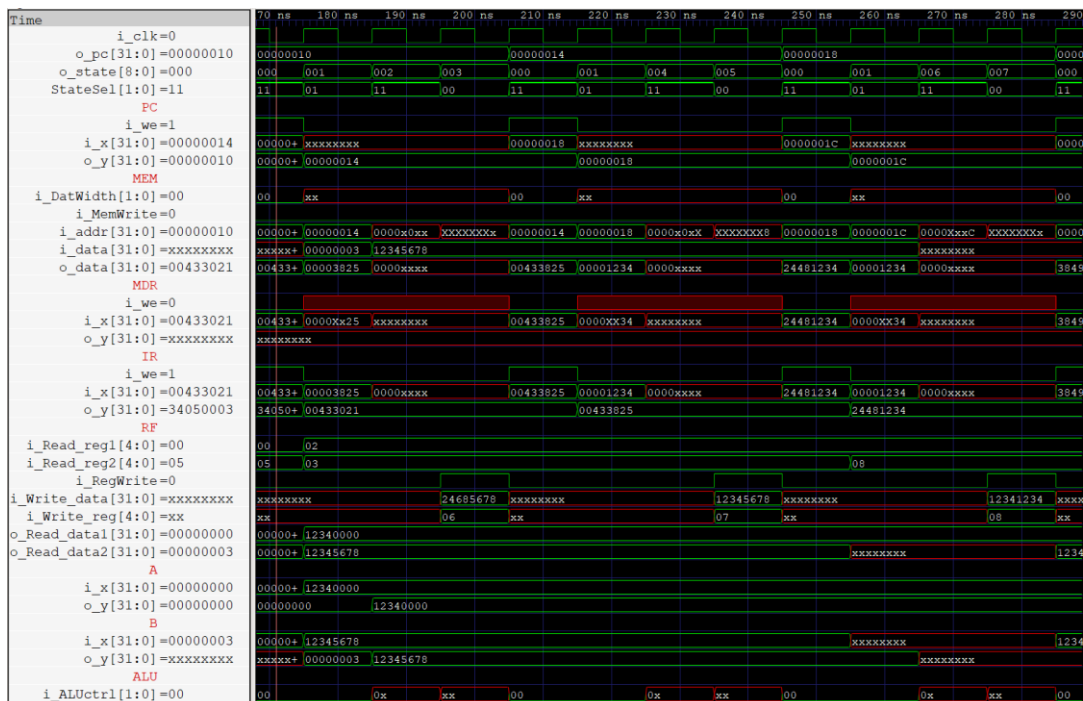 Time 70 ns 180 ns 190 ns 200 ns 210 ns 220 ns 230 ns 240 ns 250 ns 260 ns 270 ns 280 ns 290
i_clk=0
o_pc[31:0]=00000010 00000010 00000014 00000018 0000
o_state[8:0]=000 000 001 002 003 000 001 004 005 000 001 006 007 000
StateSel[1:0]=11 11 01 11 00 11 01 11 00 11 01 11 00 11
PC
i_we=1
i_x[31:0]=00000014 00000+ xxxxxxxx 00000018 xxxxxxxx 0000001C xxxxxxxx 0000
o_y[31:0]=00000010 00000+ 00000014 00000018 0000001C
MEM
i_DatWidth[1:0]=00 00 xx 00 xx 00 xx 00
i_MemWrite=0
i_addr[31:0]=00000010 00000+ 00000014 0000x0xx XXXXXXXx 00000014 00000018 0000x0xX XXXXXXX8 00000018 0000001C 0000XxxC XXXXXXXx 0000
i_data[31:0]=xxxxxxxx xxxxx+ 00000003 12345678 xxxxxxxx
o_data[31:0]=00433021 00433+ 00003825 0000xxxx 00433825 00001234 0000xxxx 24481234 00001234 0000xxxx 3849
MDR
i_we=0
i_x[31:0]=00433021 00433+ 0000Xx25 xxxxxxxx 00433825 0000XX34 xxxxxxxx 24481234 0000XX34 xxxxxxxx 3849
o_y[31:0]=xxxxxxxx xxxxxxxx
IR
i_we=1
i_x[31:0]=00433021 00433+ 00003825 0000xxxx 00433825 00001234 0000xxxx 24481234 00001234 0000xxxx 3849
o_y[31:0]=34050003 34050+ 00433021 00433825 24481234
RF
i_Read_reg1[4:0]=00 00 02
i_Read_reg2[4:0]=05 05 03 08
i_RegWrite=0
i_Write_data[31:0]=xxxxxxxx xxxxxxxx 24685678 xxxxxxxx 12345678 xxxxxxxx 12341234 xxxx
i_Write_reg[4:0]=xx xx 06 xx 07 xx 08 xx
o_Read_data1[31:0]=00000000 00000+ 12340000
o_Read_data2[31:0]=00000003 00000+ 12345678 xxxxxxxx 1234
A
i_x[31:0]=00000000 00000+ 12340000
o_y[31:0]=00000000 00000000 12340000
B
i_x[31:0]=00000003 00000+ 12345678 xxxxxxxx 1234
o_y[31:0]=xxxxxxxx xxxxx+ 00000003 12345678 xxxxxxxx
ALU
i_ALUctrl[1:0]=00 00 0x xx 00 0x xx 00 0x xx 00